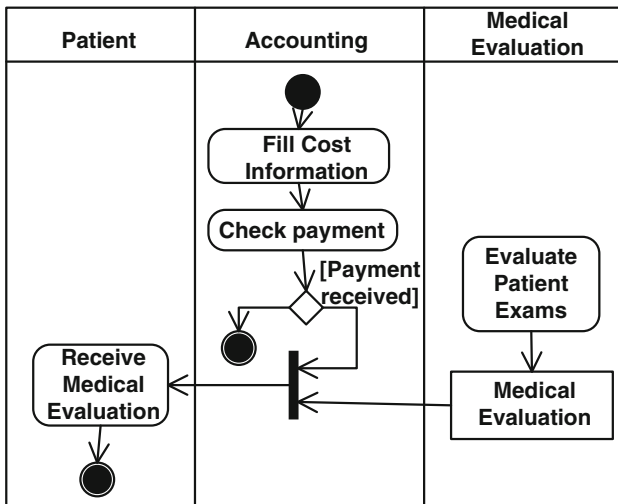 Patient
Accounting
Medical
Evaluation
Fill Cost
Information
Check payment
[Payment
received]
Evaluate
Patient
Exams
Receive
Medical
Evaluation
Medical
Evaluation